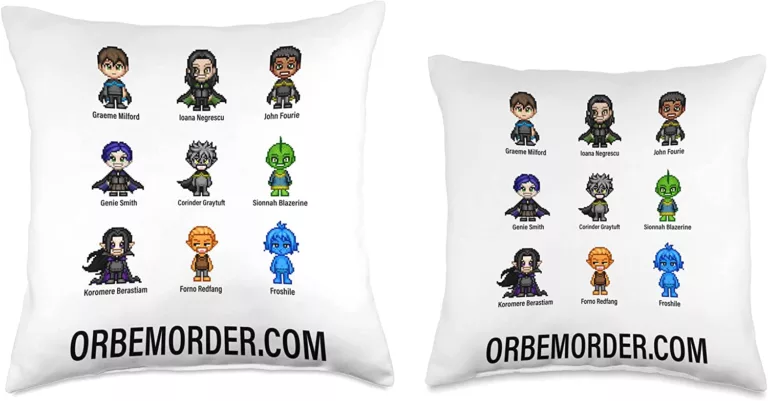 Graeme Milford
Ioana Negrescu
John Fourie
Genie Smith
Corinder Graytuft
Sionnah Blazerine
Koromere Berastiam
Forno Redfang
Froshile
ORBEMORDER.COM
Graeme Milford
Ioana Negrescu
John Fourie
Genie Smith
Corinder Graytuft
Sionnah Blazerine
Koromere Berastiam
Forno Redfang
Froshile
ORBEMORDER.COM